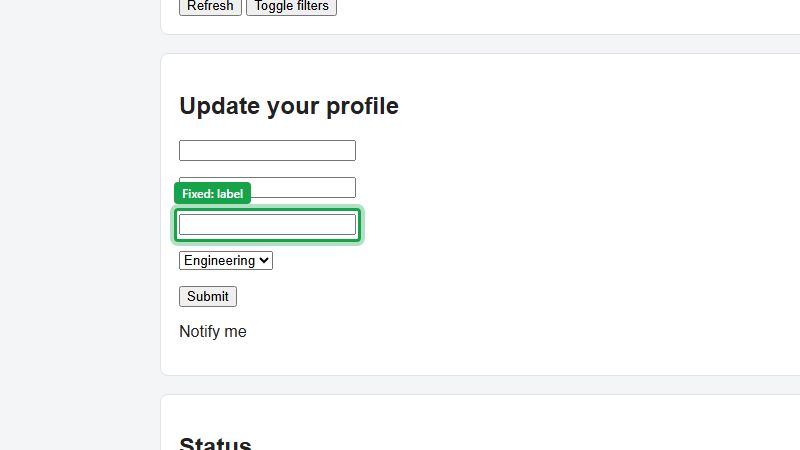 Refresh Toggle filters
Update your profile
Fixed: label
Engineering
Submit
Notify me
Status